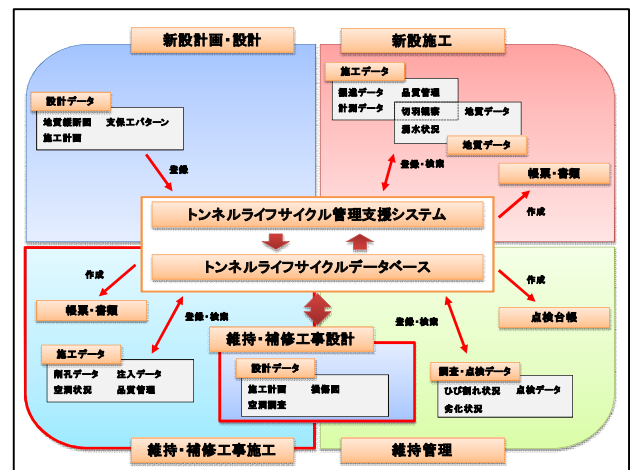 新設計画・設計
新設施工
設計データ
地質縦断図 支保工パターン
施工計画
登録
施工データ
掘進データ 品質管理
計測データ 切羽観察 地質データ
湧水状況
地質データ
登録・検索
帳票・書類
作成
トンネルライフサイクル管理支援システム
トンネルライフサイクルデータベース
作成
帳票・書類
登録・検索
施工データ
削孔データ 注入データ
空洞状況 品質管理
維持・補修工事施工
維持・補修工事設計
設計データ
施工計画 損傷図
空洞調査
作成
点検台帳
登録・検索
調査・点検データ
ひび割れ状況 点検データ
劣化状況
維持管理